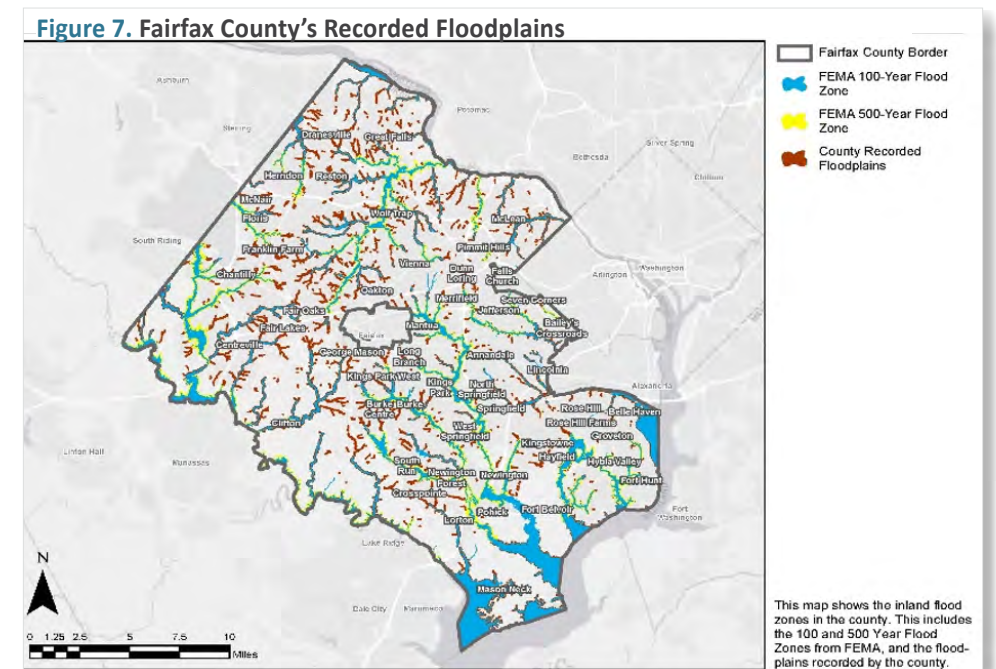 Figure 7. Fairfax County's Recorded Floodplains
Fairfax County Border
FEMA 100-Year Flood
Zone
FEMA 500-Year Flood
Zone
County Recorded
Floodplains
Ashburn
Sterling
Potomac
Bethesda
Silver Spring
Dranesville
Great Falls
Herndon
Reston
McNair
Floris
Wolf Trap
McLean
South Riding
Franklin Farm
Pimmit Hills
Vienna
Dunn
Loring
Falls
Church
Arlington
Washington
Chantilly
Oakton
Merrifield
Seven Corners
Jefferson
Fair Oaks
Fair Lakes
Fairfax
Mantua
Bailey's
Crossroads
Centreville
George Mason
Long
Branch
Annandale
Lincolnia
Kings Park West
Kings
Park
North
Springfield
Alexandria
Burke
Centre
Burke
Springfield
Rose Hill
Belle Haven
Rose Hill Farms
Clifton
West
Springfield
Groveton
Kingstowne
Hayfield
Hybla Valley
Linton Hall
Manassas
South
Run
Newington
Forest
Newington
Fort Hunt
Crosspointe
Lorton
Pohick
Fort Belvoir
Fort
Washington
Lake Ridge
Mason Neck
Dale City
N
0 1.25 2.5 5 7.5 10
Miles
This map shows the inland flood
zones in the county. This includes
the 100 and 500 Year Flood
Zones from FEMA, and the flood-
plains recorded by the county.